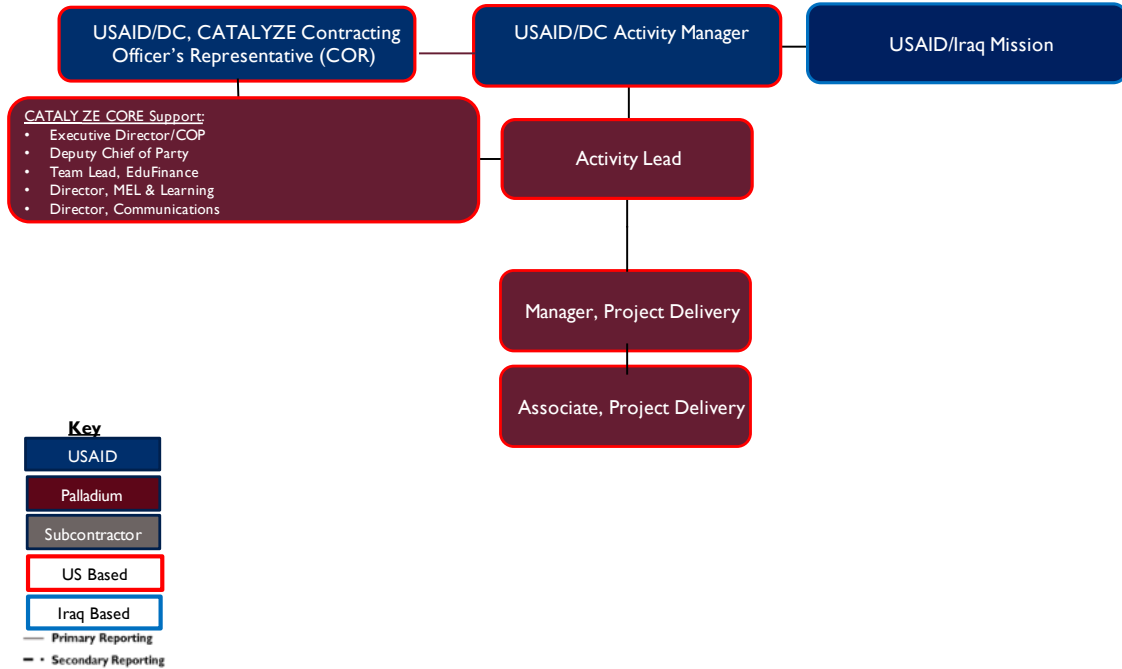 USAID/DC, CATALYZE Contracting
Officer's Representative (COR)
USAID/DC Activity Manager
USAID/Iraq Mission
CATALYZE CORE Support:
• Executive Director/COP
• Deputy Chief of Party
• Team Lead, EduFinance
• Director, MEL & Learning
• Director, Communications
Activity Lead
Manager, Project Delivery
Associate, Project Delivery
Key
USAID
Palladium
Subcontractor
US Based
Iraq Based
Primary Reporting
Secondary Reporting